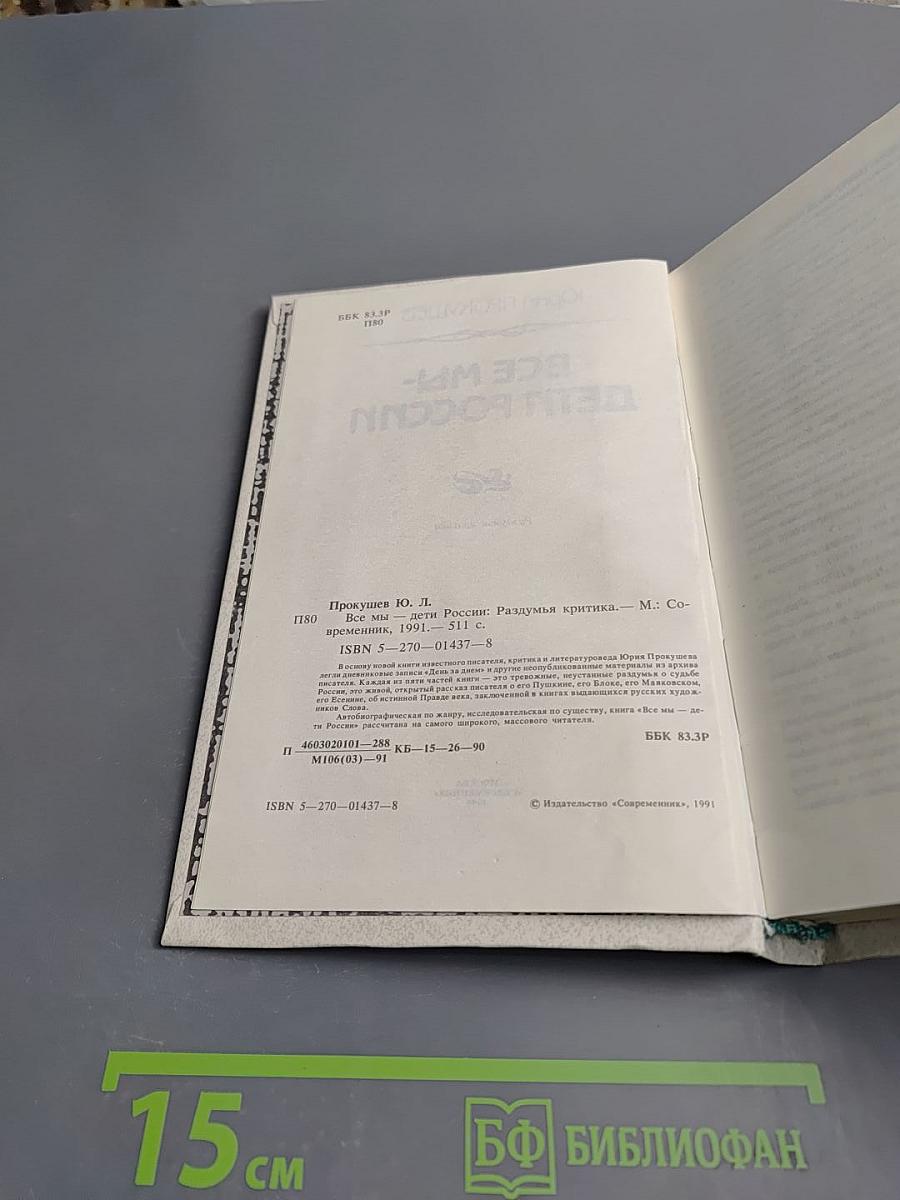 ББК 83.3Р
П80
Прокушев Ю. Л.
П80 Все мы — дети России: Раздумья критика.— М.: Со-
временник, 1991.— 511 с.
ISBN 5—270—01437—8
В основу новой книги известного писателя, критика и литературоведа Юрия Прокушева
легли дневниковые записи «День за днем» и другие неопубликованные материалы из архива
писателя. Каждая из пяти частей книги — это тревожные, неустанные раздумья о судьбе
России, это живой, открытый рассказ писателя о его Пушкине, его Блоке, его Маяковском,
его Есенине, об истинной Правде века, заключенной в книгах выдающихся русских худож-
ников Слова.
Автобиографическая по жанру, исследовательская по существу, книга «Все мы — де-
ти России» рассчитана на самого широкого, массового читателя.
П 4603020101—288 КБ—15—26—90
М106(03)—91
ББК 83.3Р
ISBN 5—270—01437—8
© Издательство «Современник», 1991
15 см
БФ БИБЛИОФАН